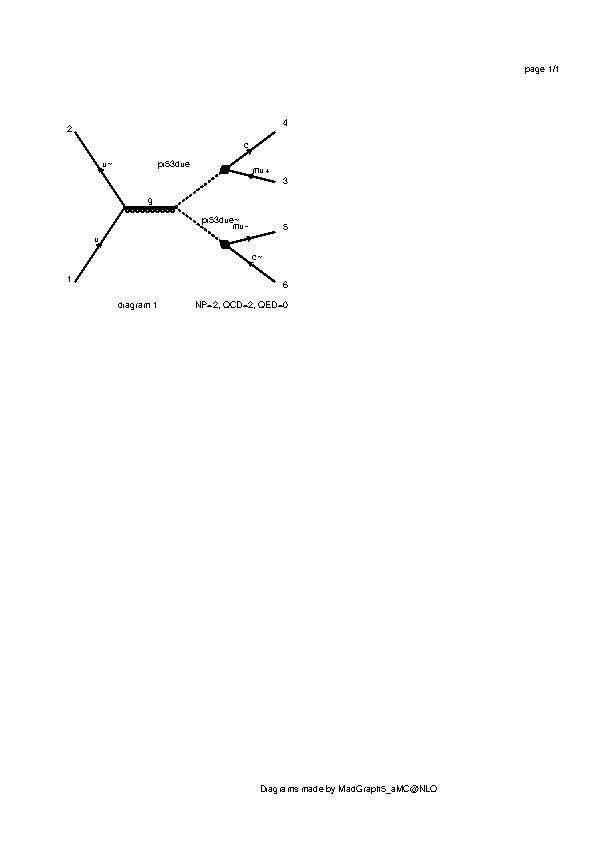 page 1/1
4
2
c
u~
pi53due
mu+
3
g
pi53due~
mu-
5
u
c~
1
6
diagram 1 NP=2, QCD=2, QED=0
Diagrams made by MadGraph5_aMC@NLO